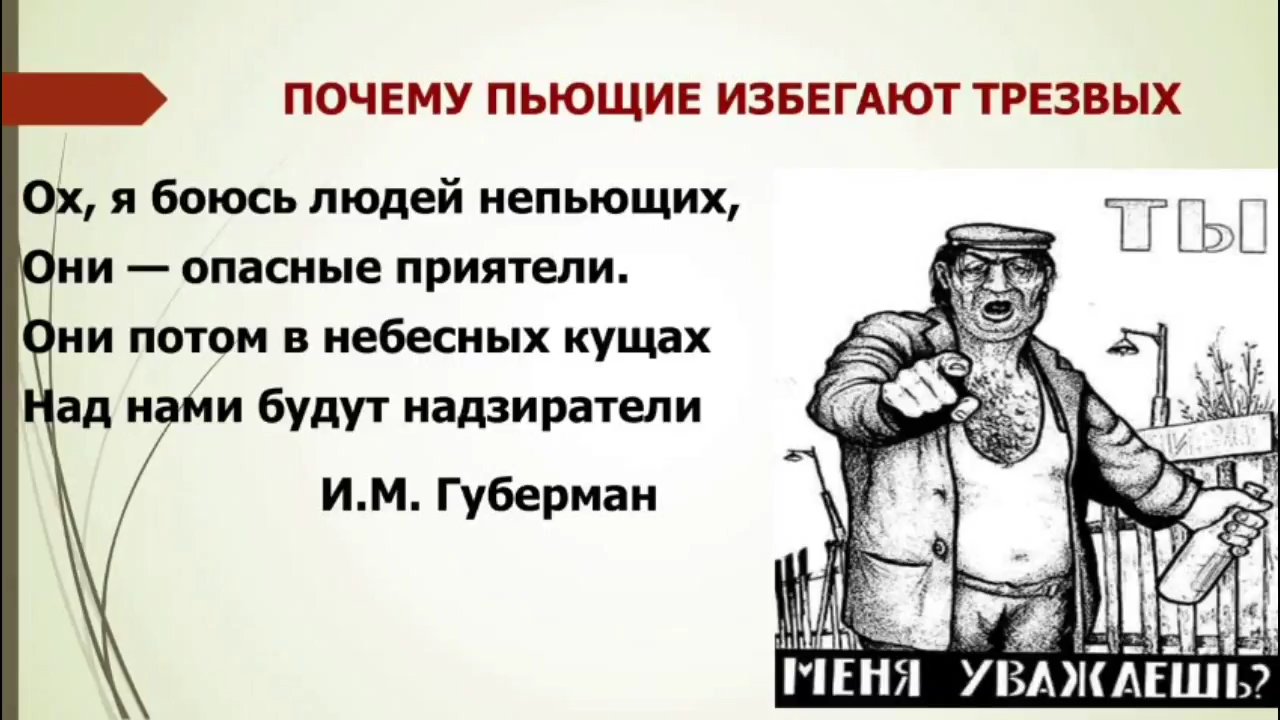 ПОЧЕМУ ПЬЮЩИЕ ИЗБЕГАЮТ ТРЕЗВЫХ
Ох, я боюсь людей непьющих,
Они — опасные приятели.
Они потом в небесных кущах
Над нами будут надзиратели
И.М. Губерман
ТЫ
МЕНЯ УВАЖАЕШЬ?